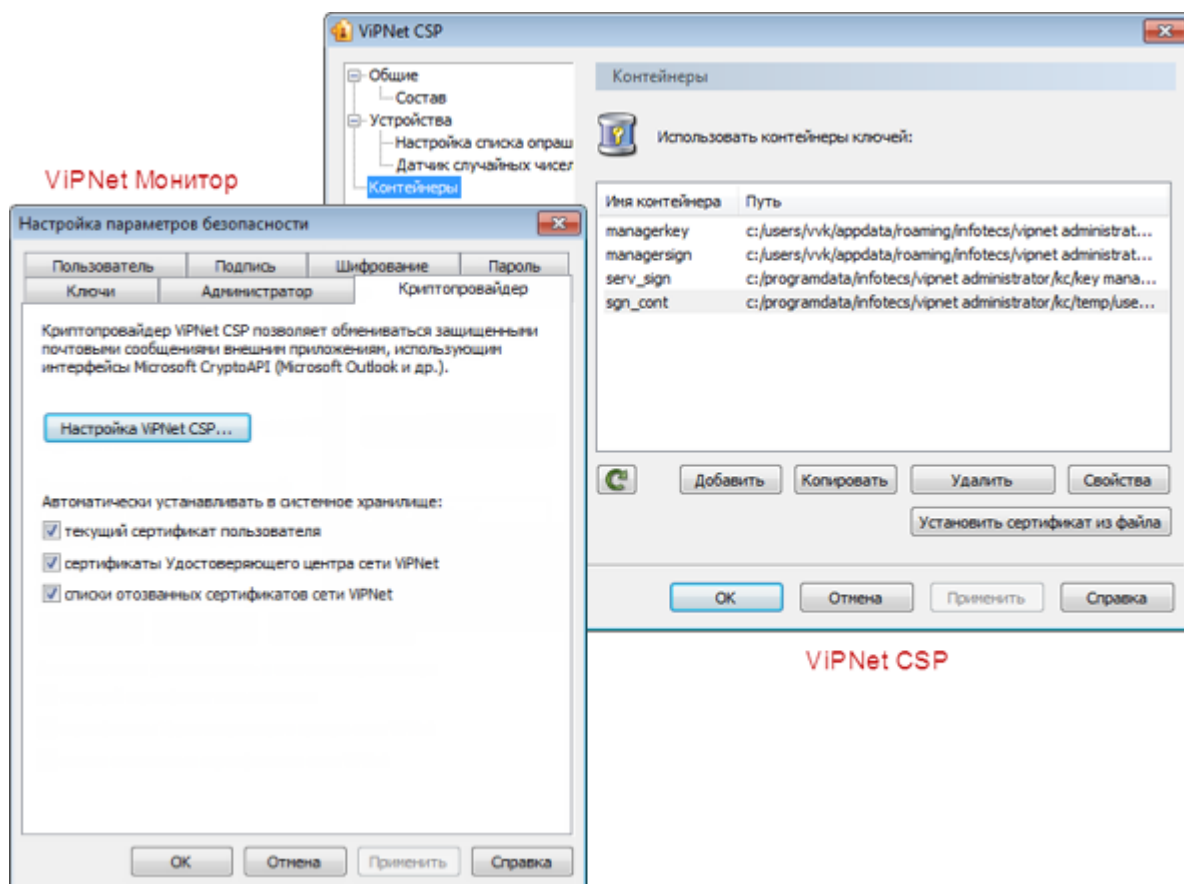 ViPNet CSP
Общие
Состав
Устройства
Настройка списка опраш
Датчик случайных чисел
Контейнеры
Контейнеры
Использовать контейнеры ключей:
Имя контейнера Путь
managerkey c:/users/vvk/appdata/roaming/infotecs/vipnet administrat...
managersign c:/users/vvk/appdata/roaming/infotecs/vipnet administrat...
serv_sign c:/programdata/infotecs/vipnet administrator/kc/key mana...
sgn_cont c:/programdata/infotecs/vipnet administrator/kc/temp/use...
Добавить Копировать Удалить Свойства
Установить сертификат из файла
OK Отмена Применить Справка
ViPNet CSP
ViPNet Монитор
Настройка параметров безопасности
Пользователь Подпись Шифрование Пароль
Ключи Администратор Криптопровайдер
Криптопровайдер ViPNet CSP позволяет обмениваться защищенными
почтовыми сообщениями внешним приложениям, использующим
интерфейсы Microsoft CryptoAPI (Microsoft Outlook и др.).
Настройка ViPNet CSP...
Автоматически устанавливать в системное хранилище:
текущий сертификат пользователя
сертификаты Удостоверяющего центра сети ViPNet
списки отозванных сертификатов сети ViPNet
OK Отмена Применить Справка